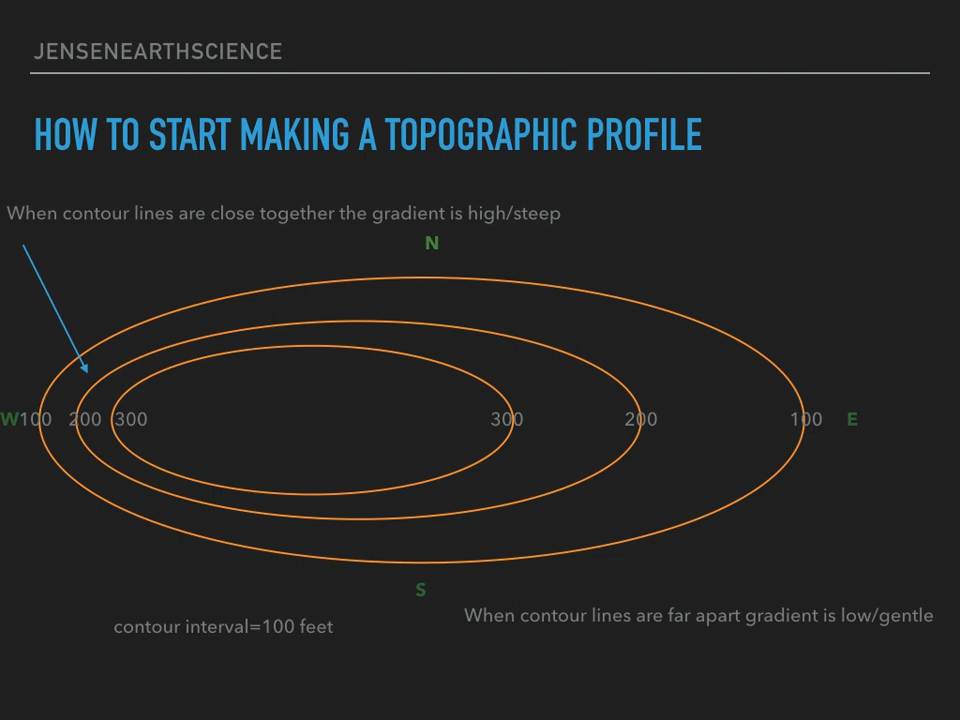 JENSENEARTHSCIENCE
HOW TO START MAKING A TOPOGRAPHIC PROFILE
When contour lines are close together the gradient is high/steep
N
W 100 200 300 300 200 100 E
S
When contour lines are far apart gradient is low/gentle
contour interval=100 feet